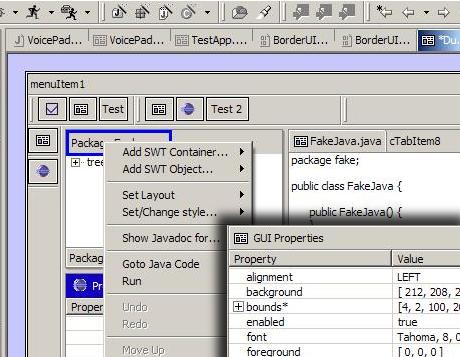 VoicePad... VoicePad... TestApp.... BorderUI... BorderUI... *Du...
menuItem1
Test Test 2
Package
FakeJava.java cTabItem8
tree
package fake;
public class FakeJava {
public FakeJava() {
Add SWT Container...
Add SWT Object...
Set Layout
Set/Change style...
Show Javadoc for...
Goto Java Code
Run
Undo
Redo
Move Up
Packag
Pr
Proper
GUI Properties
Property Value
alignment LEFT
background [ 212, 208, 2
bounds* [4, 2, 100, 20
enabled true
font Tahoma, 8, 0
foreground [ 0, 0, 0 ]